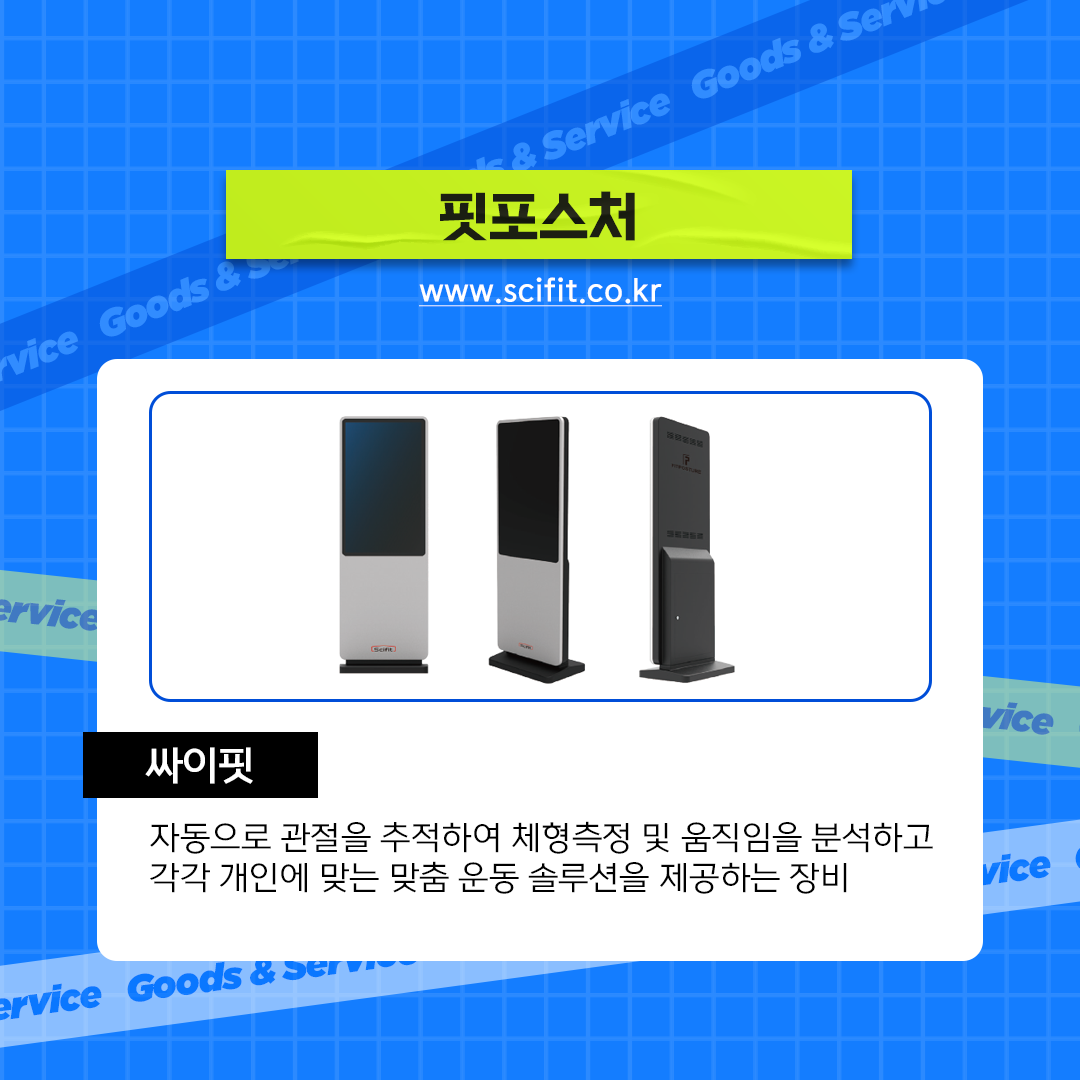 Goods & Service
Goods & Service
핏포스처
www.scifit.co.kr
Goods & Se
rvice
Scifit
Scifit
ervice
vice
싸이핏
자동으로 관절을 추적하여 체형측정 및 움직임을 분석하고
각각 개인에 맞는 맞춤 운동 솔루션을 제공하는 장비
vice
ervice Goods & Service